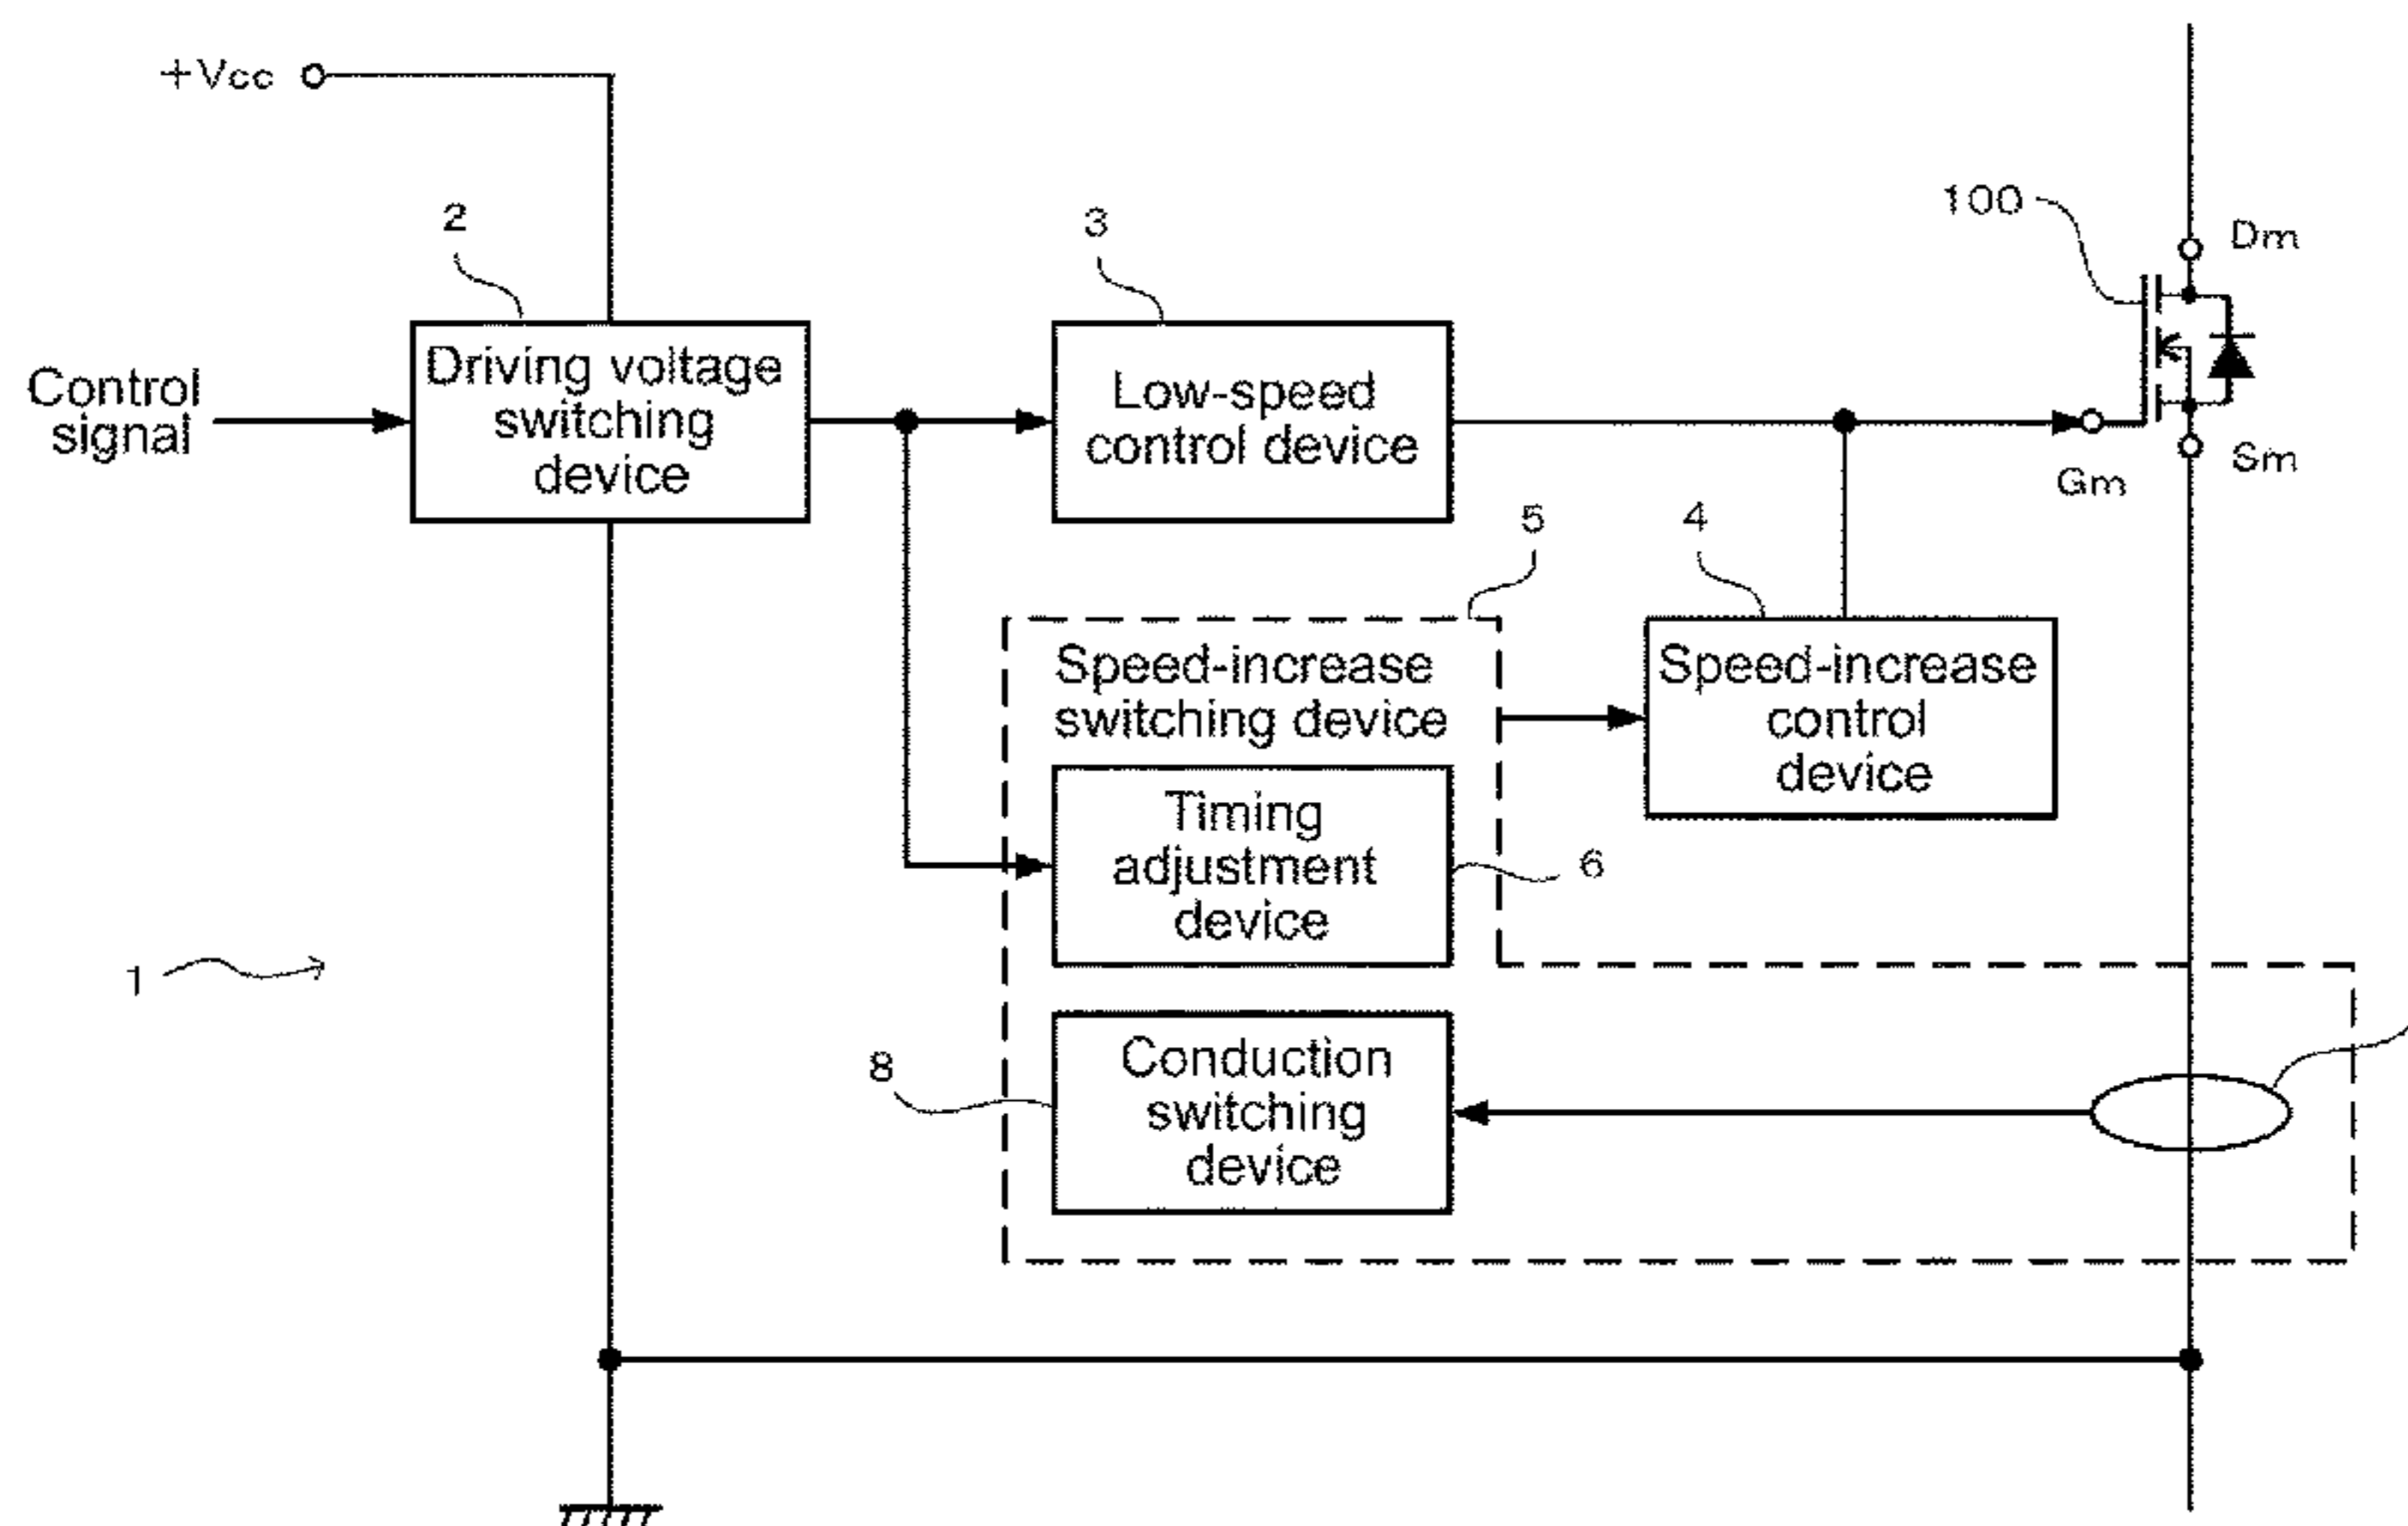 +Vcc
2
3
100
Dm
Control
signal
Driving voltage
switching
device
Low-speed
control device
Gm
Sm
5
4
Speed-increase
switching device
Speed-increase
control
device
Timing
adjustment
device
6
1
8
Conduction
switching
device